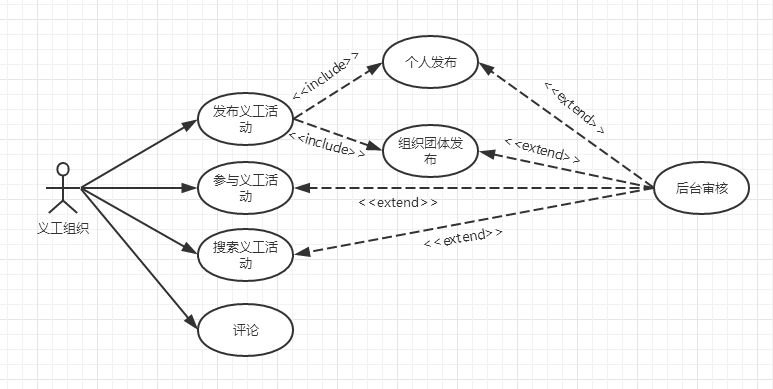 个人发布
<<include>>
<<extend>>
发布义工活
动
<<include>>
组织团体发
布
<<extend>>
参与义工活
动
后台审核
<<extend>>
义工组织
搜索义工活
动
<<extend>>
评论